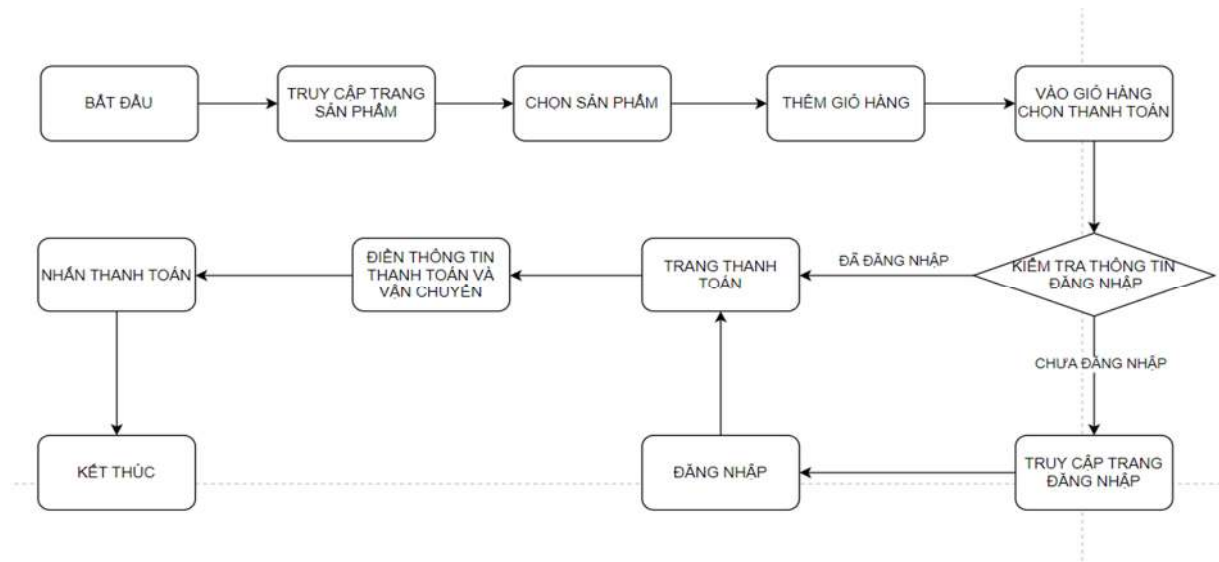 BẮT ĐẦU
TRUY CẬP TRANG
SẢN PHẨM
CHỌN SẢN PHẨM
THÊM GIỎ HÀNG
VÀO GIỎ HÀNG
CHỌN THANH TOÁN
NHẤN THANH TOÁN
ĐIỀN THÔNG TIN
THANH TOÁN VÀ
VẬN CHUYỂN
TRANG THANH
TOÁN
ĐÃ ĐĂNG NHẬP
KIỂM TRA THÔNG TIN
ĐĂNG NHẬP
CHƯA ĐĂNG NHẬP
KẾT THÚC
ĐĂNG NHẬP
TRUY CẬP TRANG
ĐĂNG NHẬP